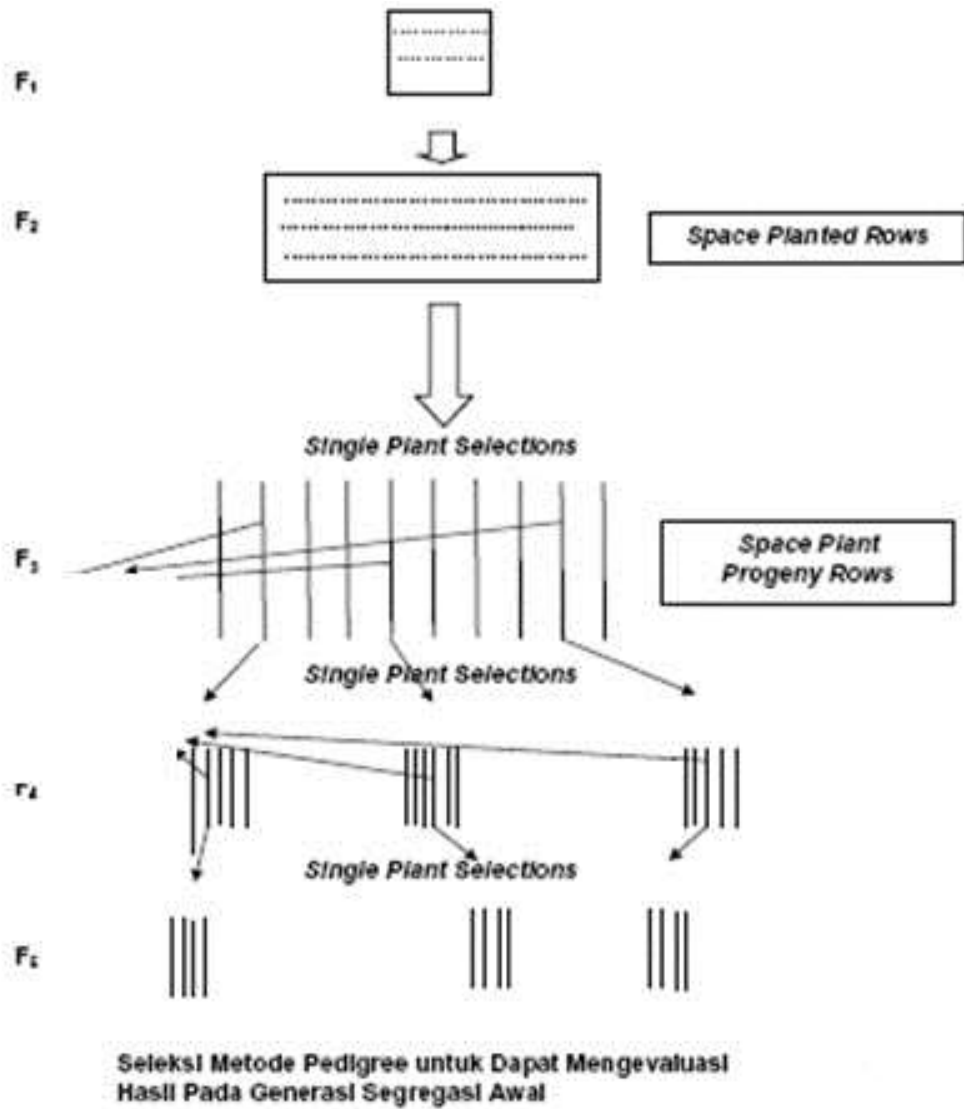 F₁
F₂
Space Planted Rows
Single Plant Selections
F₃
Space Plant
Progeny Rows
Single Plant Selections
F₄
Single Plant Selections
F₅
Seleksi Metode Pedigree untuk Dapat Mengevaluasi
Hasil Pada Generasi Segregasi Awal